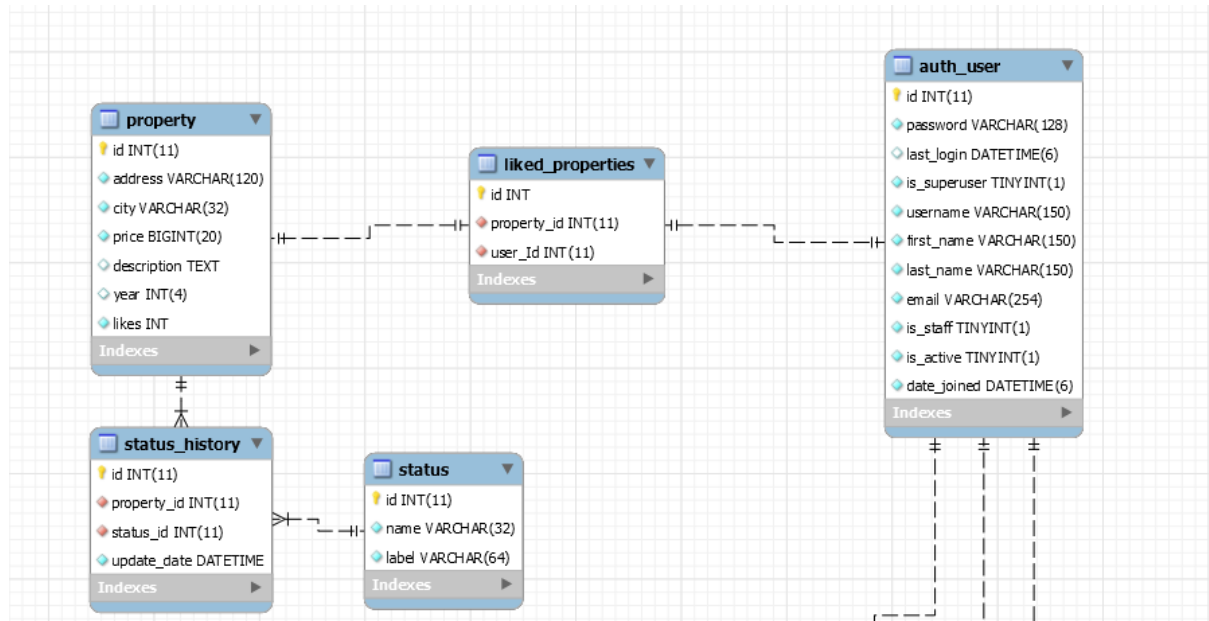 property
id INT(11)
address VARCHAR(120)
city VARCHAR(32)
price BIGINT(20)
description TEXT
year INT(4)
likes INT
Indexes
liked_properties
id INT
property_id INT(11)
user_Id INT(11)
Indexes
auth_user
id INT(11)
password VARCHAR(128)
last_login DATETIME(6)
is_superuser TINYINT(1)
username VARCHAR(150)
first_name VARCHAR(150)
last_name VARCHAR(150)
email VARCHAR(254)
is_staff TINYINT(1)
is_active TINYINT(1)
date_joined DATETIME(6)
Indexes
status_history
id INT(11)
property_id INT(11)
status_id INT(11)
update_date DATETIME
Indexes
status
id INT(11)
name VARCHAR(32)
label VARCHAR(64)
Indexes